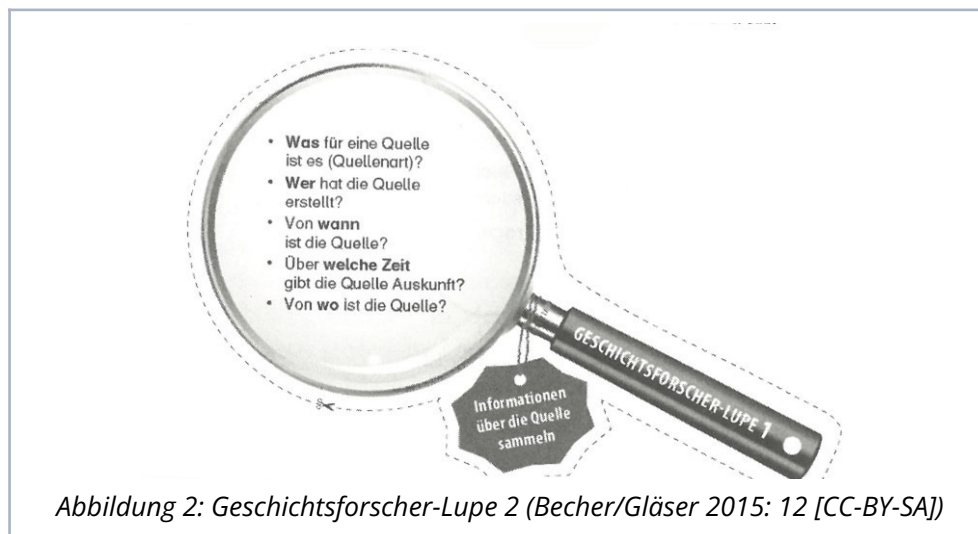 • Was für eine Quelle
ist es (Quellenart)?
• Wer hat die Quelle
erstellt?
• Von wann
ist die Quelle?
• Über welche Zeit
gibt die Quelle Auskunft?
• Von wo ist die Quelle?
GESCHICHTSFORSCHER-LUPE 1
Informationen
über die Quelle
sammeln
Abbildung 2: Geschichtsforscher-Lupe 2 (Becher/Gläser 2015: 12 [CC-BY-SA])